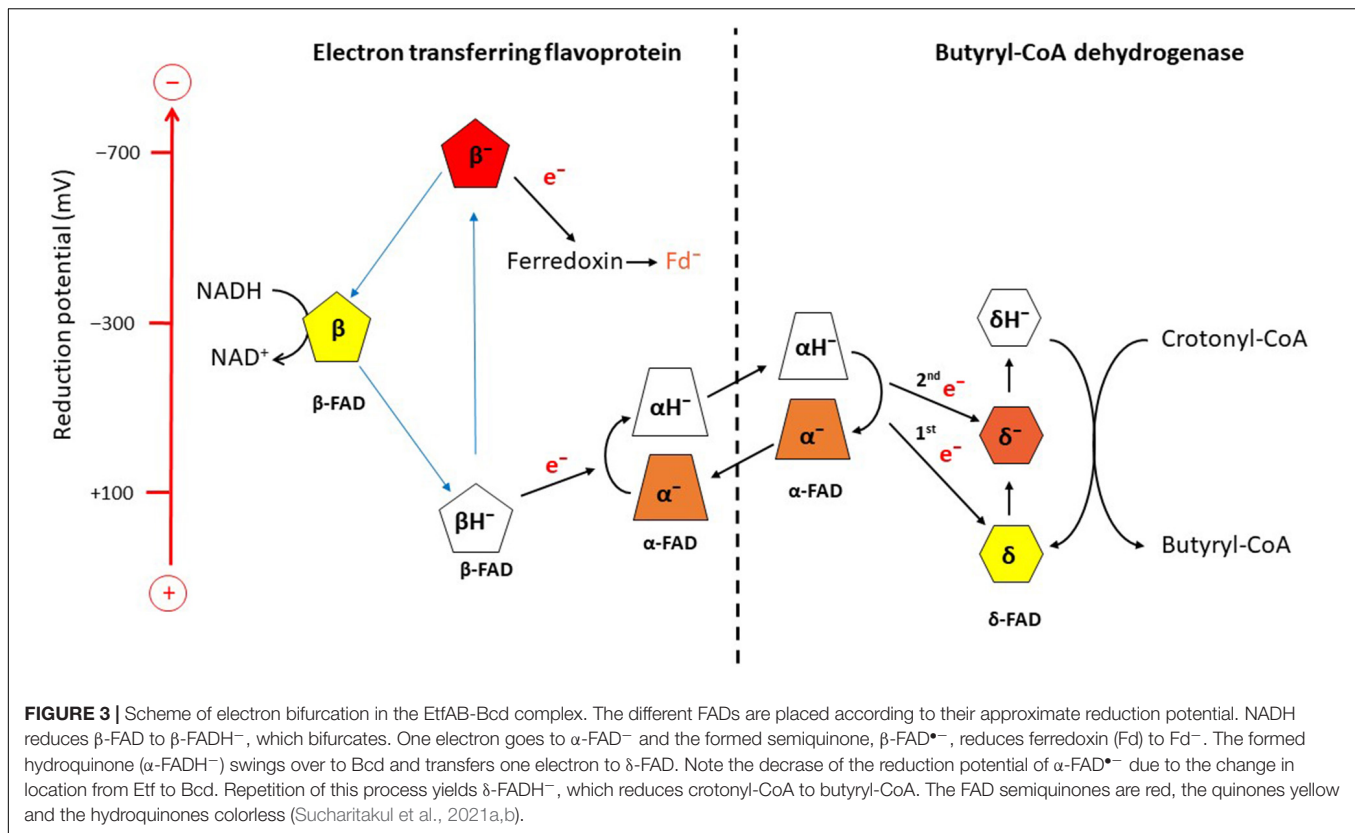 Electron transferring flavoprotein
Butyryl-CoA dehydrogenase
Reduction potential (mV)
−
−700
−300
+100
+
β⁻
e⁻
Ferredoxin
Fd⁻
NADH
NAD⁺
β
β-FAD
βH⁻
β-FAD
e⁻
αH⁻
α⁻
α-FAD
αH⁻
α⁻
α-FAD
2nd e⁻
1st
e⁻
δH⁻
δ⁻
δ
δ-FAD
Crotonyl-CoA
Butyryl-CoA
FIGURE 3 | Scheme of electron bifurcation in the EtfAB-Bcd complex. The different FADs are placed according to their approximate reduction potential. NADH
reduces β-FAD to β-FADH⁻, which bifurcates. One electron goes to α-FAD⁻ and the formed semiquinone, β-FAD•⁻, reduces ferredoxin (Fd) to Fd⁻. The formed
hydroquinone (α-FADH⁻) swings over to Bcd and transfers one electron to δ-FAD. Note the decrase of the reduction potential of α-FAD•⁻ due to the change in
location from Etf to Bcd. Repetition of this process yields δ-FADH⁻, which reduces crotonyl-CoA to butyryl-CoA. The FAD semiquinones are red, the quinones yellow
and the hydroquinones colorless (Sucharitakul et al., 2021a,b).